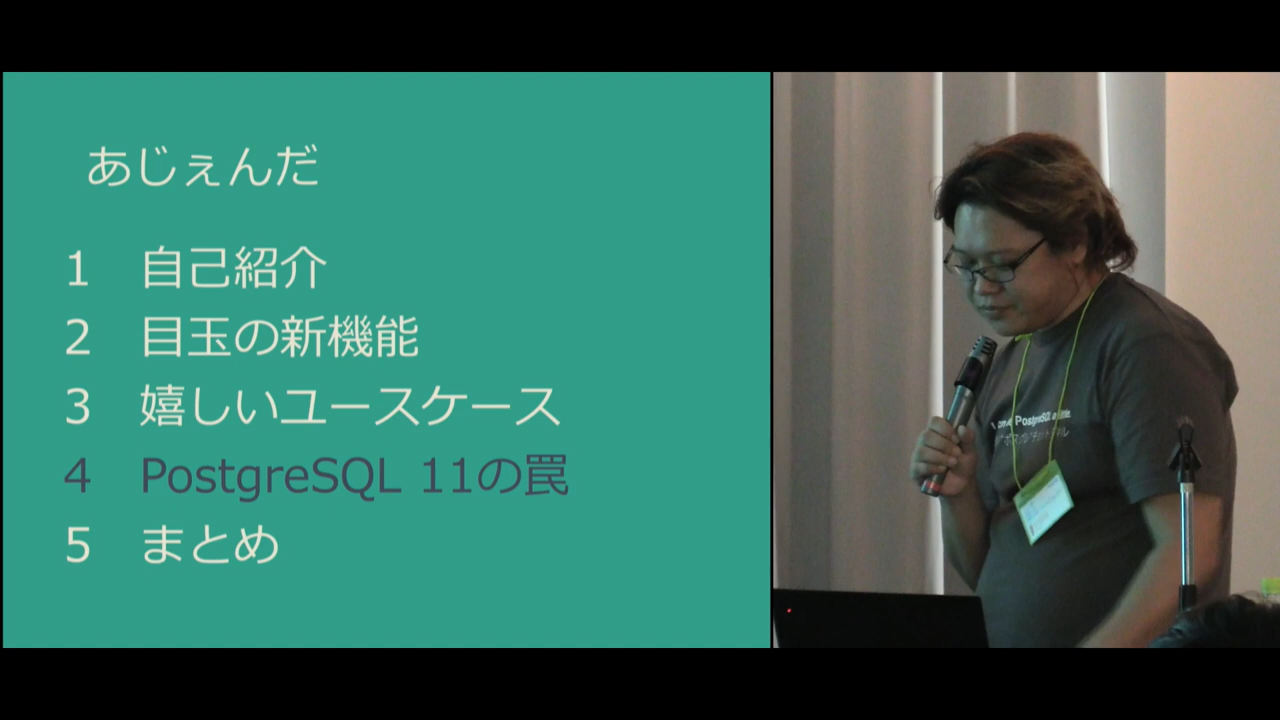 あじぇんだ
1 自己紹介
2 目玉の新機能
3 嬉しいユースケース
4 PostgreSQL 11の罠
5 まとめ
PostgreSQL